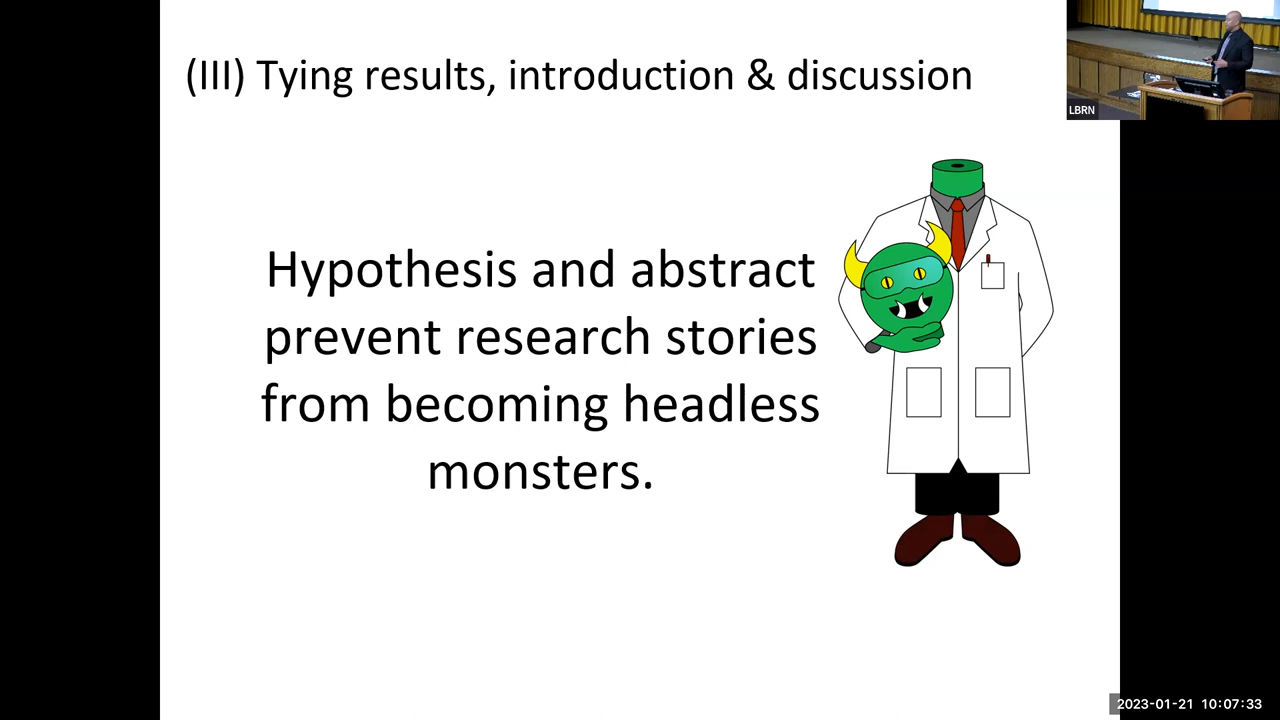 (III) Tying results, introduction & discussion
LBRN
Hypothesis and abstract
prevent research stories
from becoming headless
monsters.
2023-01-21 10:07:33